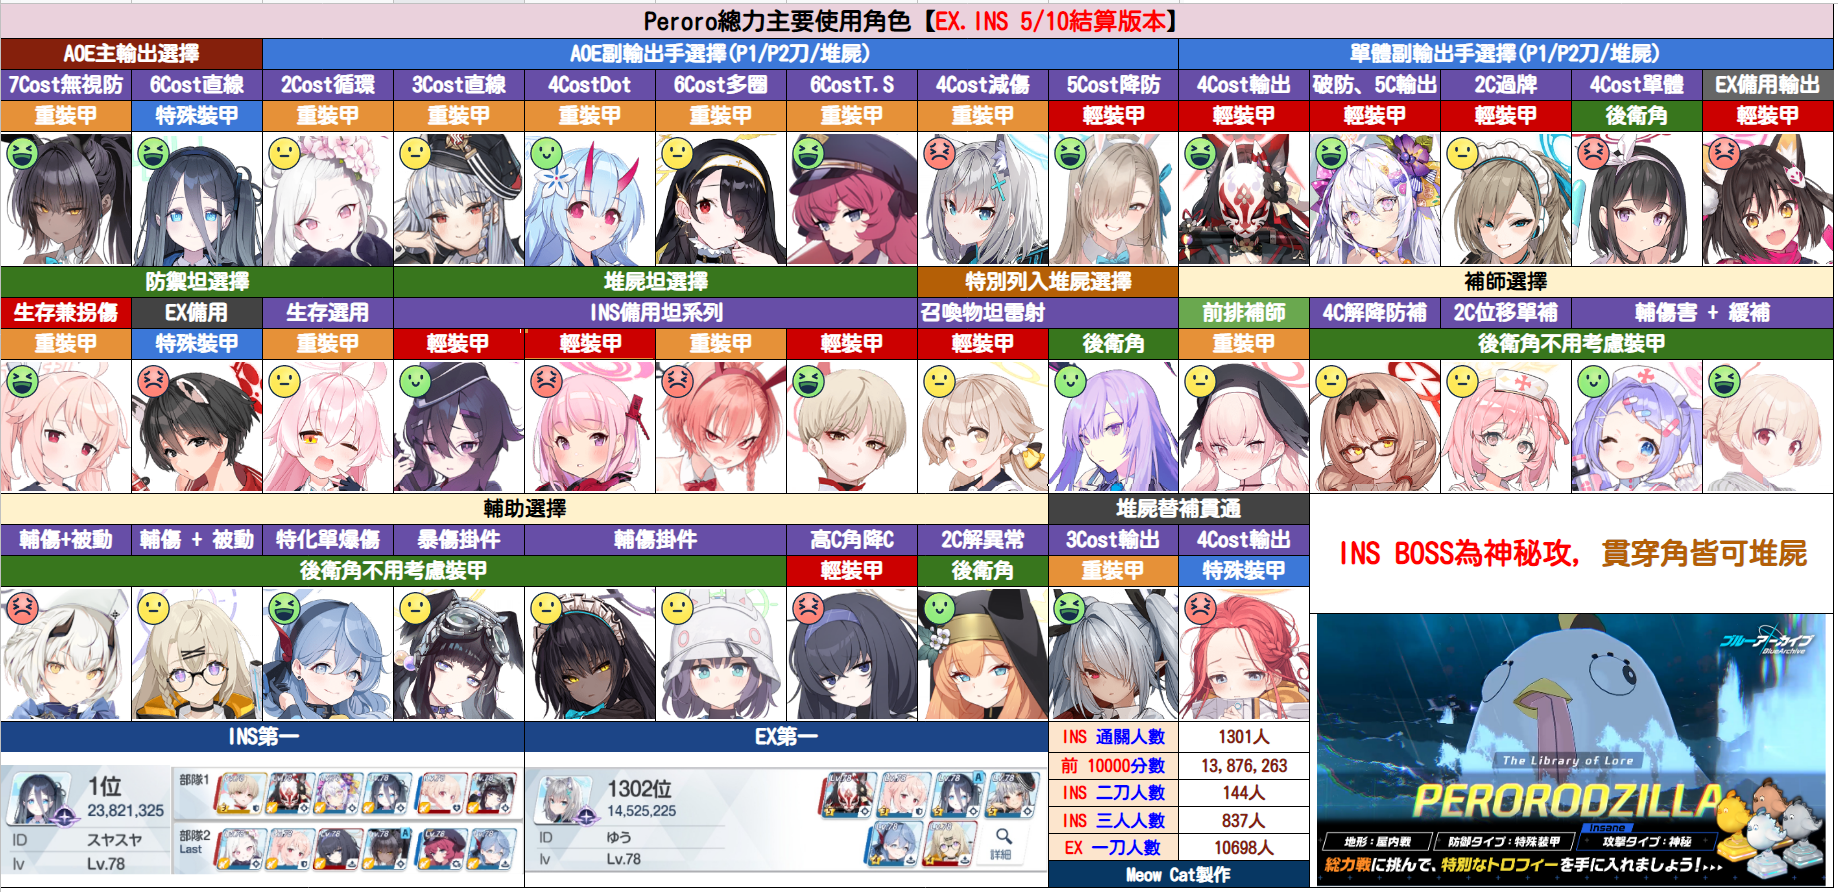 Peroro總力主要使用角色【EX.INS 5/10結算版本】
AOE主輸出選擇 AOE副輸出手選擇(P1/P2刀/堆屍) 單體副輸出手選擇(P1/P2刀/堆屍)
7Cost無視防 6Cost直線 2Cost循環 3Cost直線 4CostDot 6Cost多圈 6CostT.S 4Cost減傷 5Cost降防 4Cost輸出 破防、5C輸出 2C過牌 4Cost單體 EX備用輸出
重裝甲 特殊裝甲 重裝甲 重裝甲 重裝甲 重裝甲 重裝甲 重裝甲 輕裝甲 輕裝甲 輕裝甲 輕裝甲 後衛角 輕裝甲
防禦坦選擇 堆屍坦選擇 特別列入堆屍選擇 補師選擇
生存兼拐傷 EX備用 生存選用 INS備用坦系列 召喚物坦雷射 前排補師 4C解降防補 2C位移單補 輔傷害 + 緩補
重裝甲 特殊裝甲 重裝甲 輕裝甲 輕裝甲 重裝甲 輕裝甲 輕裝甲 後衛角 重裝甲 後衛角不用考慮裝甲
輔助選擇 堆屍替補貫通
輔傷+被動 輔傷 + 被動 特化單爆傷 暴傷掛件 輔傷掛件 高C角降C 2C解異常 3Cost輸出 4Cost輸出
後衛角不用考慮裝甲 輕裝甲 後衛角 重裝甲 特殊裝甲
INS BOSS為神秘攻, 貫穿角皆可堆屍
INS第一 EX第一
1位
23,821,325
ID スヤスヤ
lv Lv.78
部隊1
部隊2
Last
1302位
14,525,225
ID ゆう
lv Lv.78
詳細
INS 通關人數 1301人
前 10000分數 13,876,263
INS 二刀人數 144人
INS 三人人數 837人
EX 一刀人數 10698人
Meow Cat製作
ブルーアーカイブ
BlueArchive
The Library of Lore
PERORODZILLA
Insane
地形:屋内戦 防御タイプ:特殊装甲 攻撃タイプ:神秘
総力戦に挑んで、特別なトロフィーを手に入れましょう!